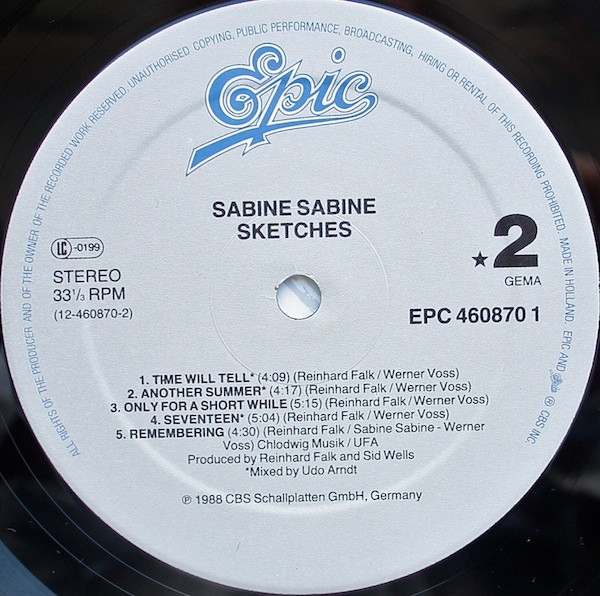 ALL RIGHTS OF THE PRODUCER AND OF THE OWNER OF THE RECORDED WORK RESERVED. UNAUTHORISED COPYING, PUBLIC PERFORMANCE, BROADCASTING, HIRING OR RENTAL OF THIS RECORDING PROHIBITED. MADE IN HOLLAND. EPIC AND ® CBS INC.
Epic
SABINE SABINE
SKETCHES
LC -0199
STEREO
33 1/3 RPM
(12-460870-2)
★2
GEMA
EPC 460870 1
1. TIME WILL TELL* (4:09) (Reinhard Falk / Werner Voss)
2. ANOTHER SUMMER* (4:17) (Reinhard Falk / Werner Voss)
3. ONLY FOR A SHORT WHILE (5:15) (Reinhard Falk / Werner Voss)
4. SEVENTEEN* (5:04) (Reinhard Falk / Werner Voss)
5. REMEMBERING (4:30) (Reinhard Falk / Sabine Sabine - Werner
Voss) Chlodwig Musik / UFA
Produced by Reinhard Falk and Sid Wells
*Mixed by Udo Arndt
℗ 1988 CBS Schallplatten GmbH, Germany